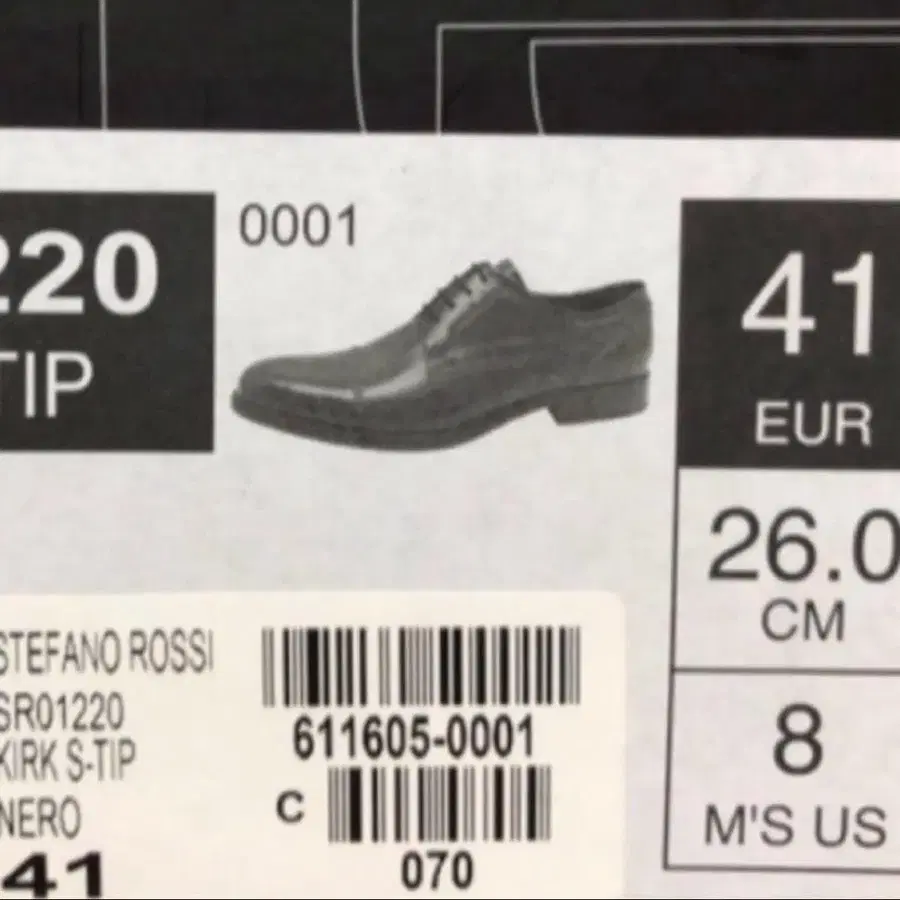 220
TIP
0001
41
EUR
26.0
CM
8
M'S US
STEFANO ROSSI
SR01220
KIRK S-TIP
NERO
41
611605-0001
C
070